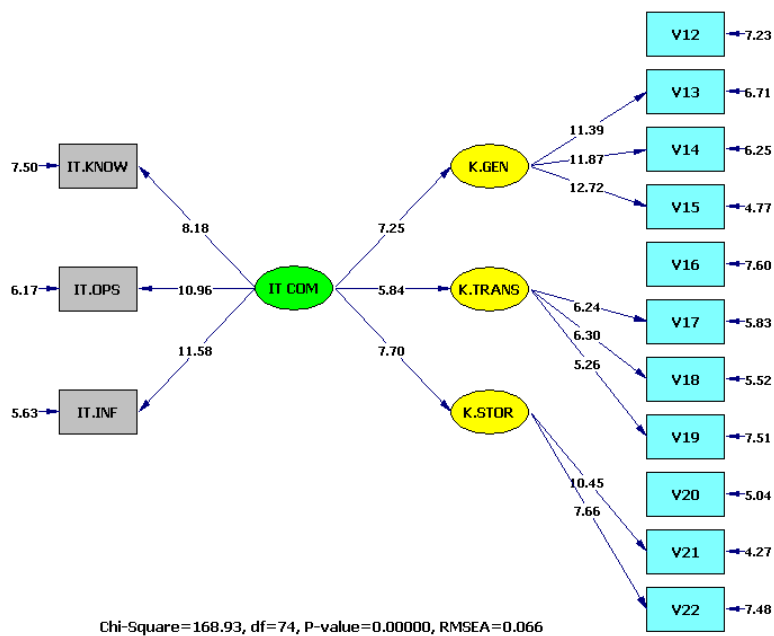 V12
7.23
V13
6.71
11.39
7.50
IT.KNOW
K.GEN
11.87
V14
6.25
12.72
V15
4.77
8.18
7.25
V16
7.60
6.17
IT.OPS
10.96
IT COM
5.84
K.TRANS
6.24
V17
5.83
6.30
11.58
7.70
5.26
V18
5.52
5.63
IT.INF
K.STOR
V19
7.51
10.45
V20
5.04
7.66
V21
4.27
V22
7.48
Chi-Square=168.93, df=74, P-value=0.00000, RMSEA=0.066